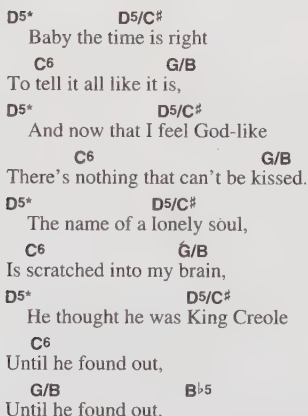 D5* D5/C♯
Baby the time is right
C6 G/B
To tell it all like it is,
D5* D5/C♯
And now that I feel God-like
C6 G/B
There's nothing that can't be kissed.
D5* D5/C♯
The name of a lonely soul,
C6 G/B
Is scratched into my brain,
D5* D5/C♯
He thought he was King Creole
C6
Until he found out,
G/B B♭5
Until he found out.